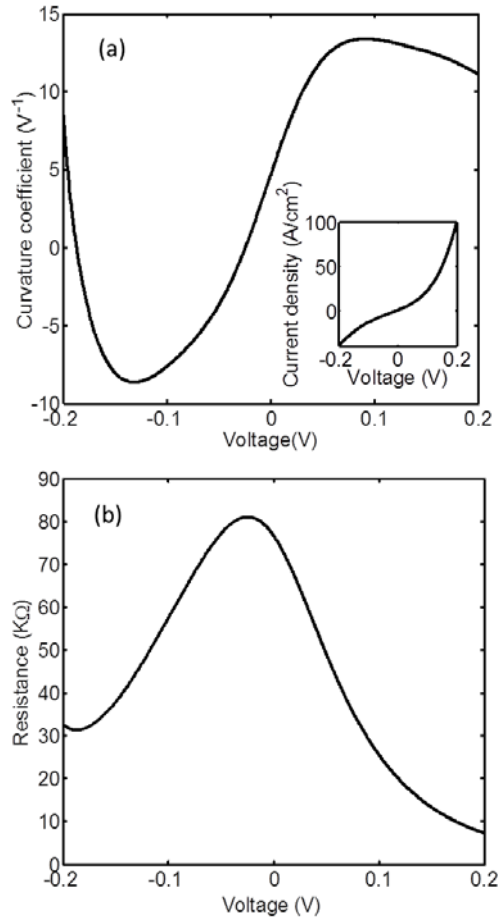 (a)
15
10
5
0
-5
-10
Curvature coefficient (V⁻¹)
-0.2 -0.1 0 0.1 0.2
Voltage(V)
100
50
0
Current density (A/cm²)
-0.2 0 0.2
Voltage (V)
(b)
90
80
70
60
50
40
30
20
10
0
Resistance (KΩ)
-0.2 -0.1 0 0.1 0.2
Voltage (V)